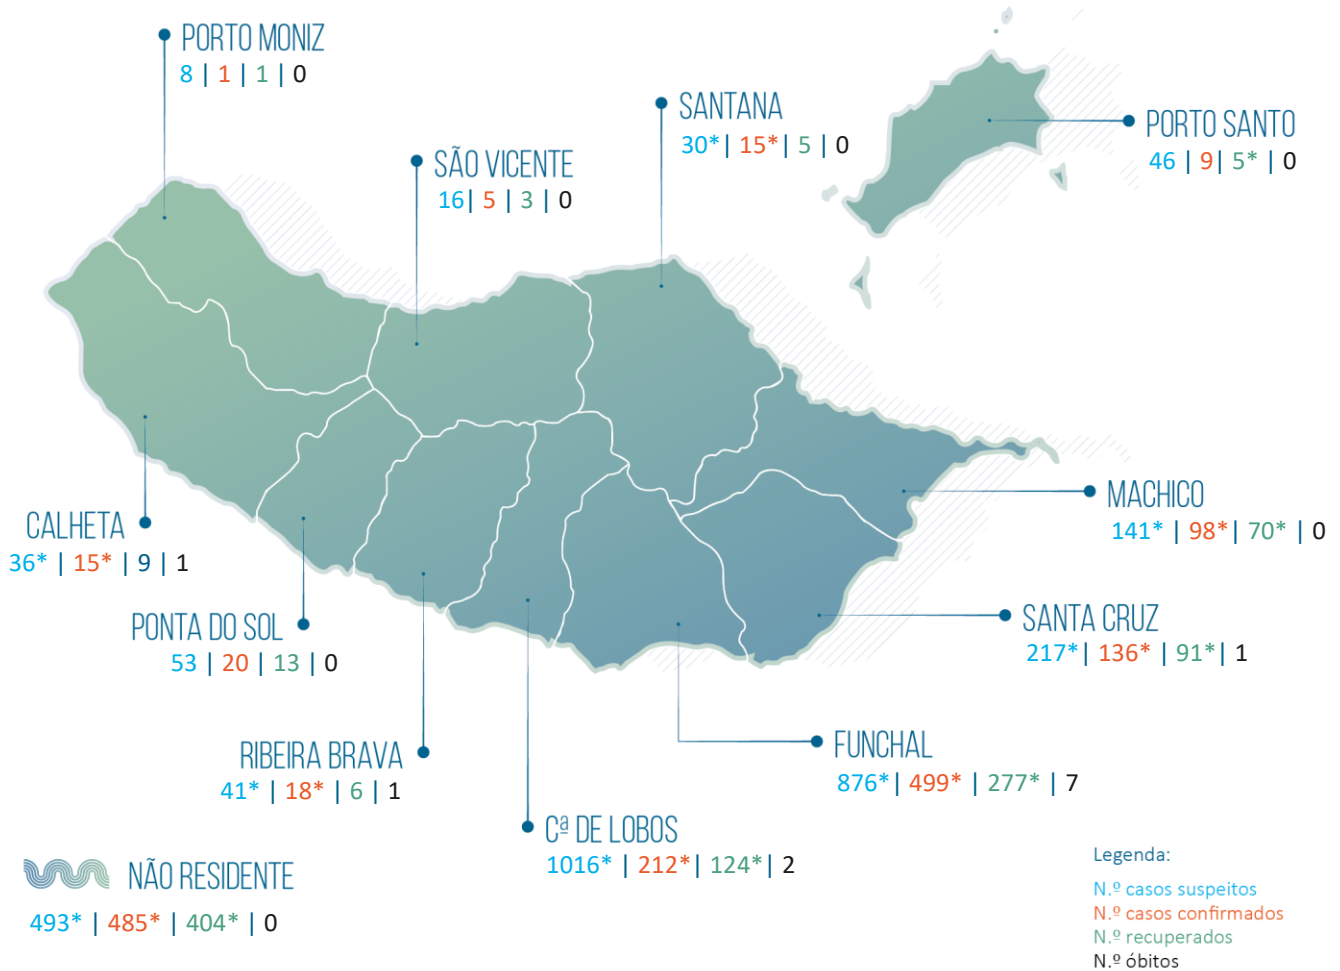 PORTO MONIZ
8 | 1 | 1 | 0
SANTANA
30* | 15* | 5 | 0
PORTO SANTO
46 | 9 | 5* | 0
SÃO VICENTE
16 | 5 | 3 | 0
MACHICO
141* | 98* | 70* | 0
CALHETA
36* | 15* | 9 | 1
SANTA CRUZ
217* | 136* | 91* | 1
PONTA DO SOL
53 | 20 | 13 | 0
RIBEIRA BRAVA
41* | 18* | 6 | 1
FUNCHAL
876* | 499* | 277* | 7
Cª DE LOBOS
1016* | 212* | 124* | 2
NÃO RESIDENTE
493* | 485* | 404* | 0
Legenda:
N.º casos suspeitos
N.º casos confirmados
N.º recuperados
N.º óbitos